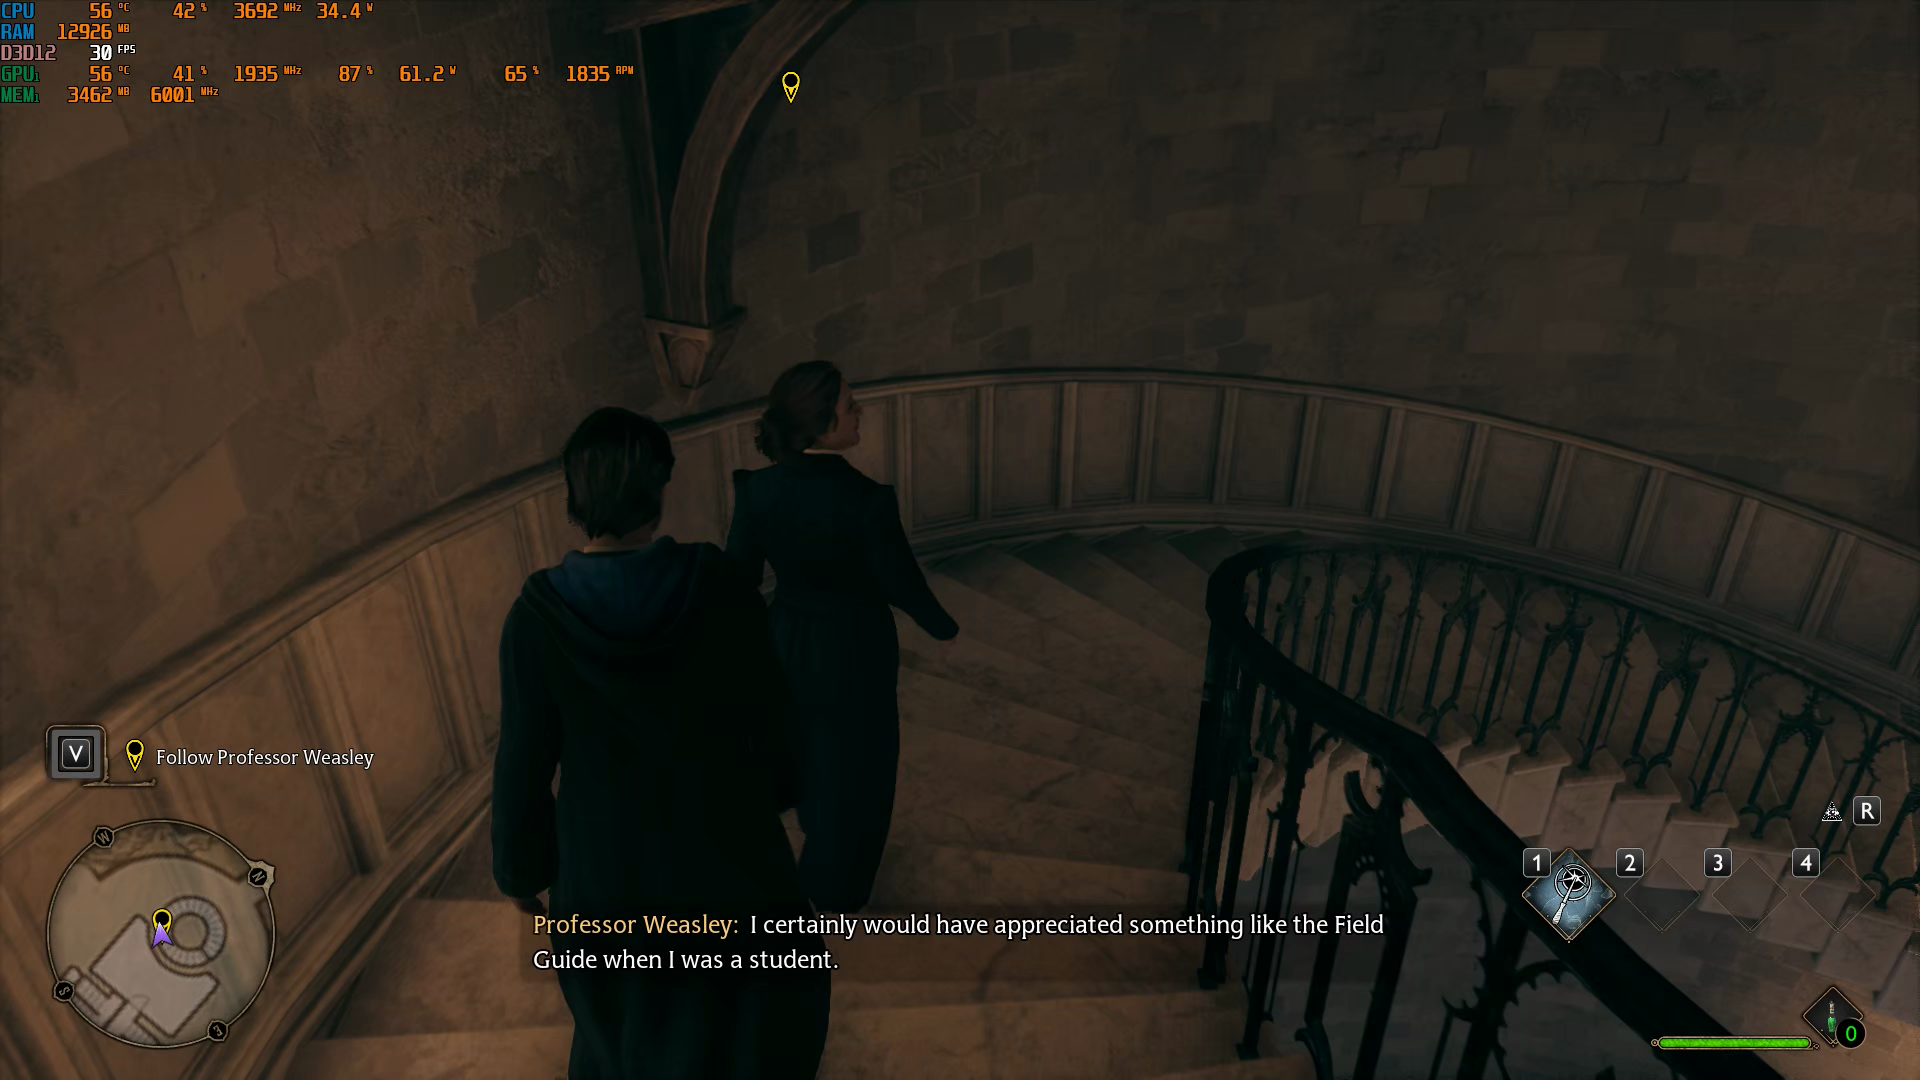 CPU 56 °C 42 % 3692 MHz 34.4 W
RAM 12926 MB
D3D12 30 FPS
GPU1 56 °C 41 % 1935 MHz 87 % 61.2 W 65 % 1835 RPM
MEM1 3462 MB 6001 MHz
V Follow Professor Weasley
R
1 2 3 4
W
N
S
E
Professor Weasley: I certainly would have appreciated something like the Field
Guide when I was a student.
0